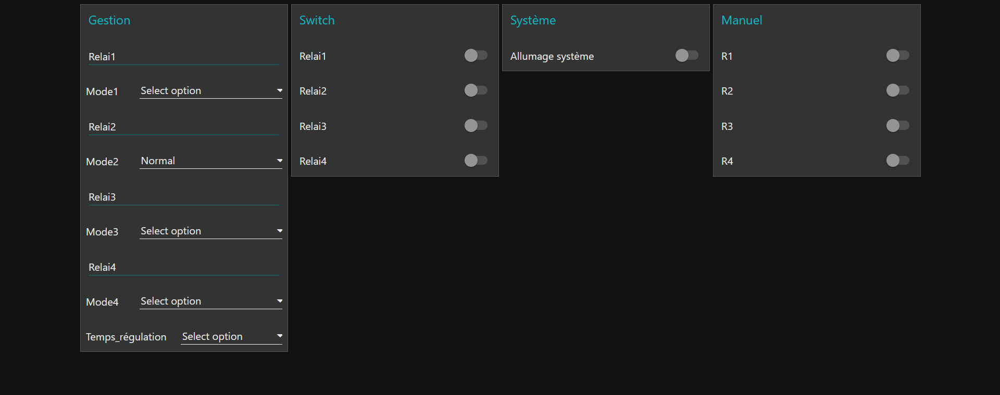 Gestion
Relai1
Mode1 Select option
Relai2
Mode2 Normal
Relai3
Mode3 Select option
Relai4
Mode4 Select option
Temps_régulation Select option
Switch
Relai1
Relai2
Relai3
Relai4
Système
Allumage système
Manuel
R1
R2
R3
R4